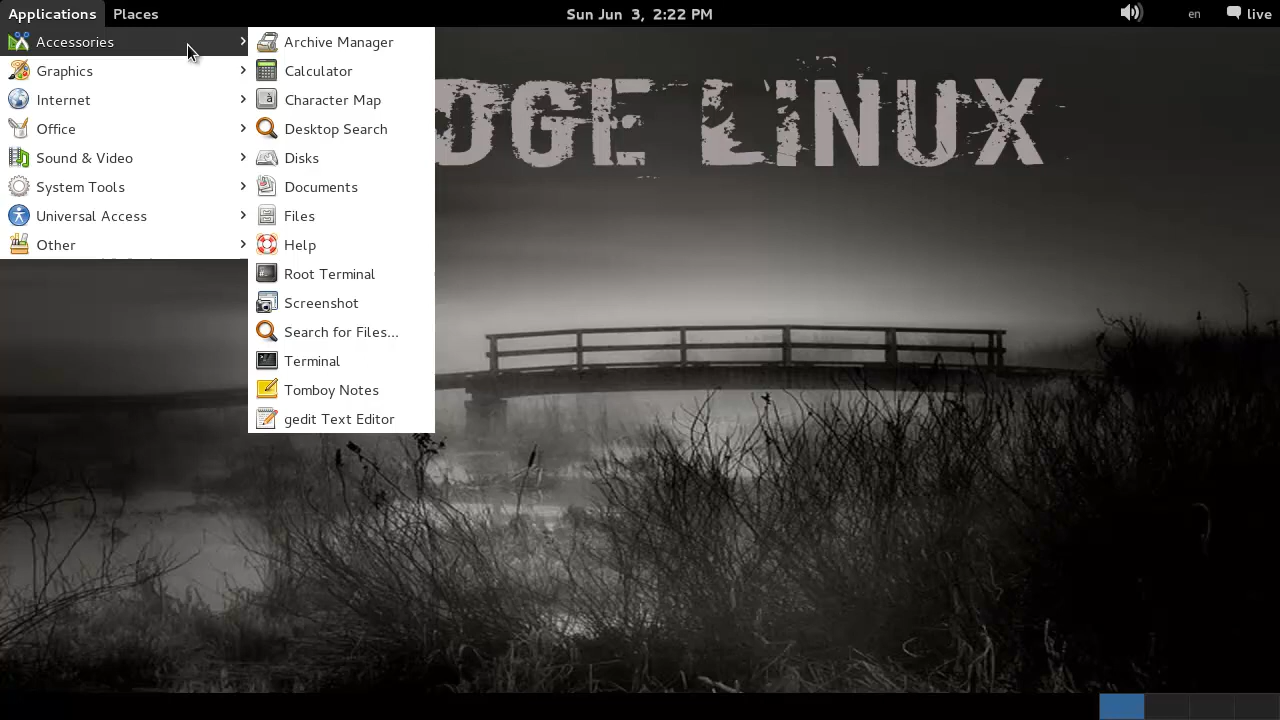 Applications Places Sun Jun 3, 2:22 PM en live
Accessories
Graphics
Internet
Office
Sound & Video
System Tools
Universal Access
Other
Archive Manager
Calculator
Character Map
Desktop Search
Disks
Documents
Files
Help
Root Terminal
Screenshot
Search for Files...
Terminal
Tomboy Notes
gedit Text Editor
DGE LINUX